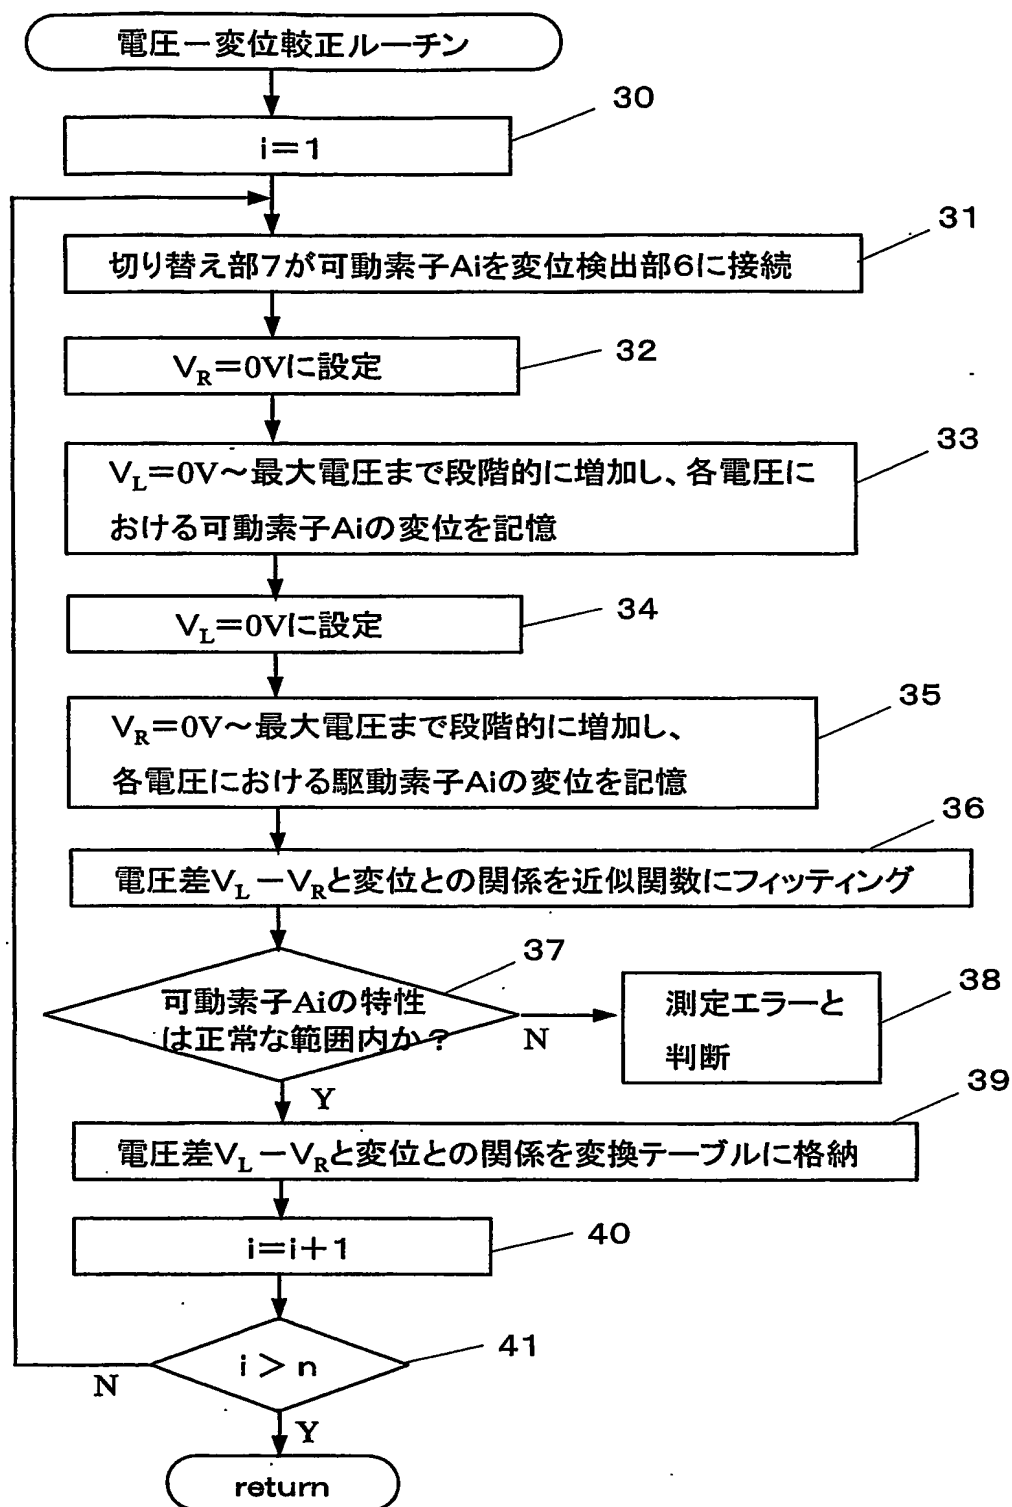 電圧－変位較正ルーチン
30
i＝1
31
切り替え部7が可動素子Aiを変位検出部6に接続
32
VR＝0Vに設定
33
VL＝0V～最大電圧まで段階的に増加し、各電圧に
おける可動素子Aiの変位を記憶
34
VL＝0Vに設定
35
VR＝0V～最大電圧まで段階的に増加し、
各電圧における駆動素子Aiの変位を記憶
36
電圧差VL－VRと変位との関係を近似関数にフィッティング
37
可動素子Aiの特性
は正常な範囲内か？
N
38
測定エラーと
判断
Y
39
電圧差VL－VRと変位との関係を変換テーブルに格納
40
i＝i＋1
41
i＞n
N
Y
return